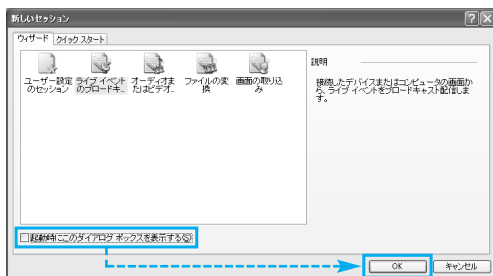 新しいセッション
ウィザード クイック スタート
ユーザー設定のセッション
ライブ イベントのブロードキ...
オーディオまたはビデオ...
ファイルの変換
画面の取り込み
説明
接続したデバイスまたはコンピュータの画面か
ら、ライブ イベントをブロードキャスト配信しま
す。
起動時にこのダイアログ ボックスを表示する(S)
OK キャンセル